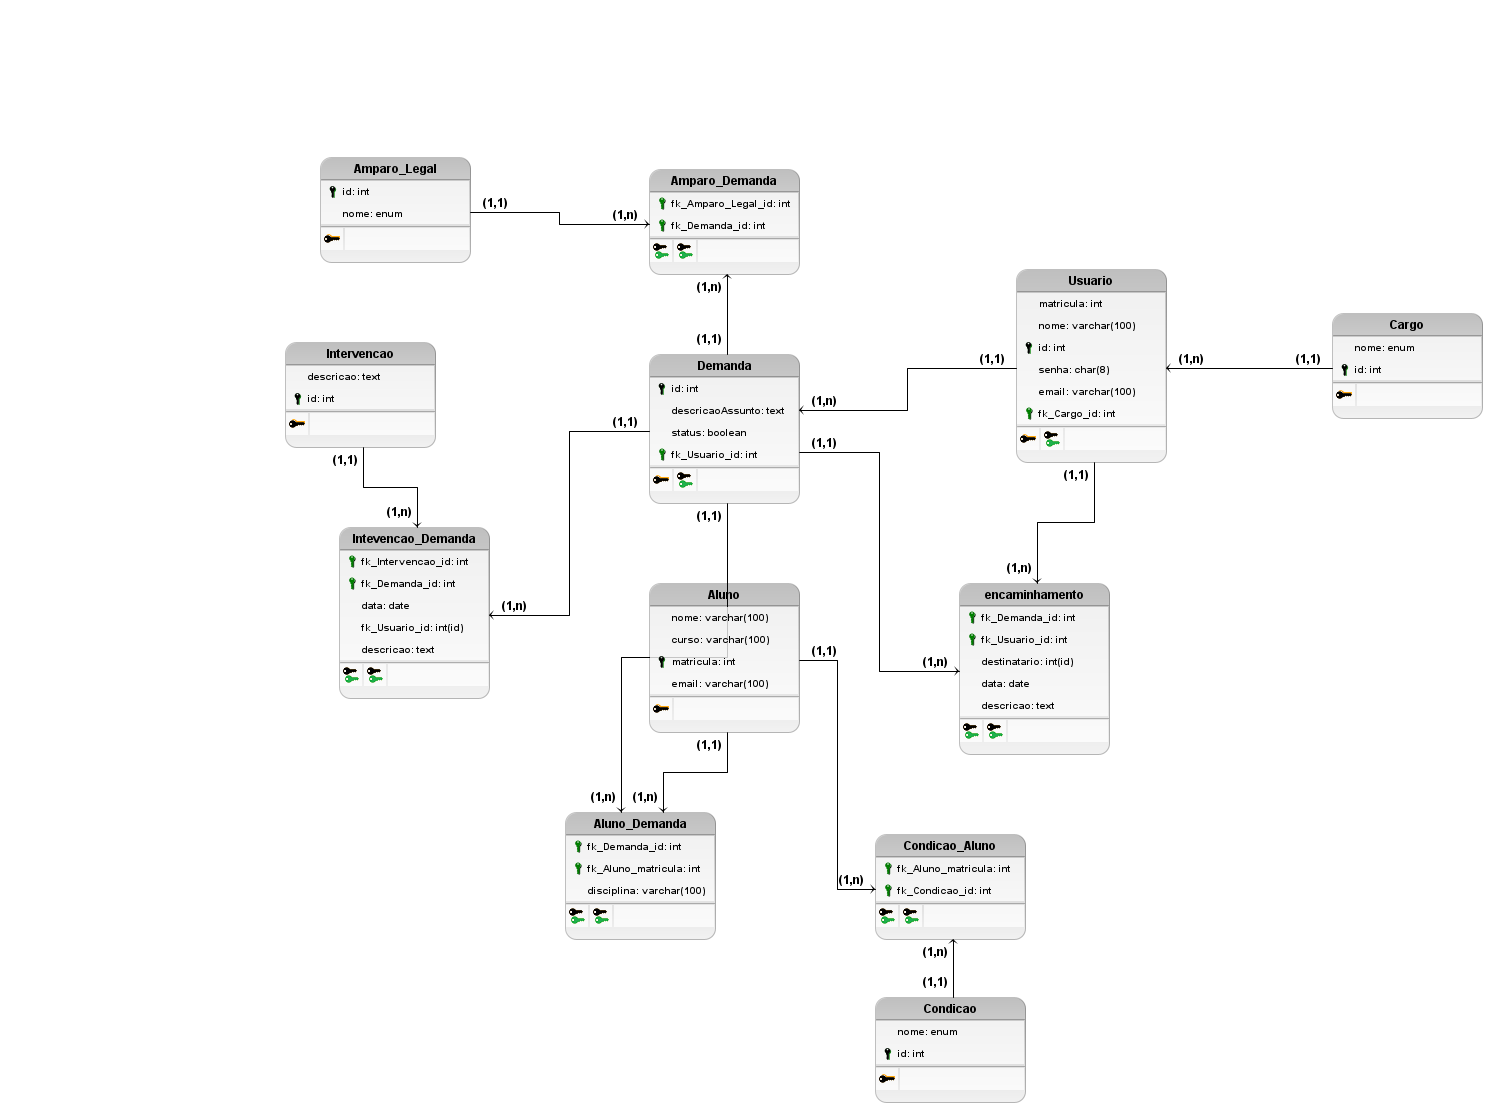 Amparo_Legal
id: int
nome: enum
(1,1)
(1,n)
Amparo_Demanda
fk_Amparo_Legal_id: int
fk_Demanda_id: int
(1,n)
(1,1)
Usuario
matricula: int
nome: varchar(100)
id: int
senha: char(8)
email: varchar(100)
fk_Cargo_id: int
(1,n)
(1,1)
Cargo
nome: enum
id: int
Intervencao
descricao: text
id: int
(1,1)
(1,n)
Demanda
id: int
descricaoAssunto: text
status: boolean
fk_Usuario_id: int
(1,1)
(1,n)
(1,1)
(1,1)
(1,1)
(1,1)
(1,n)
Intevencao_Demanda
fk_Intervencao_id: int
fk_Demanda_id: int
data: date
fk_Usuario_id: int(id)
descricao: text
(1,n)
Aluno
nome: varchar(100)
curso: varchar(100)
matricula: int
email: varchar(100)
(1,1)
(1,1)
encaminhamento
fk_Demanda_id: int
fk_Usuario_id: int
destinatario: int(id)
data: date
descricao: text
(1,n)
(1,n)
(1,n)
Aluno_Demanda
fk_Demanda_id: int
fk_Aluno_matricula: int
disciplina: varchar(100)
(1,n)
Condicao_Aluno
fk_Aluno_matricula: int
fk_Condicao_id: int
(1,n)
(1,1)
Condicao
nome: enum
id: int